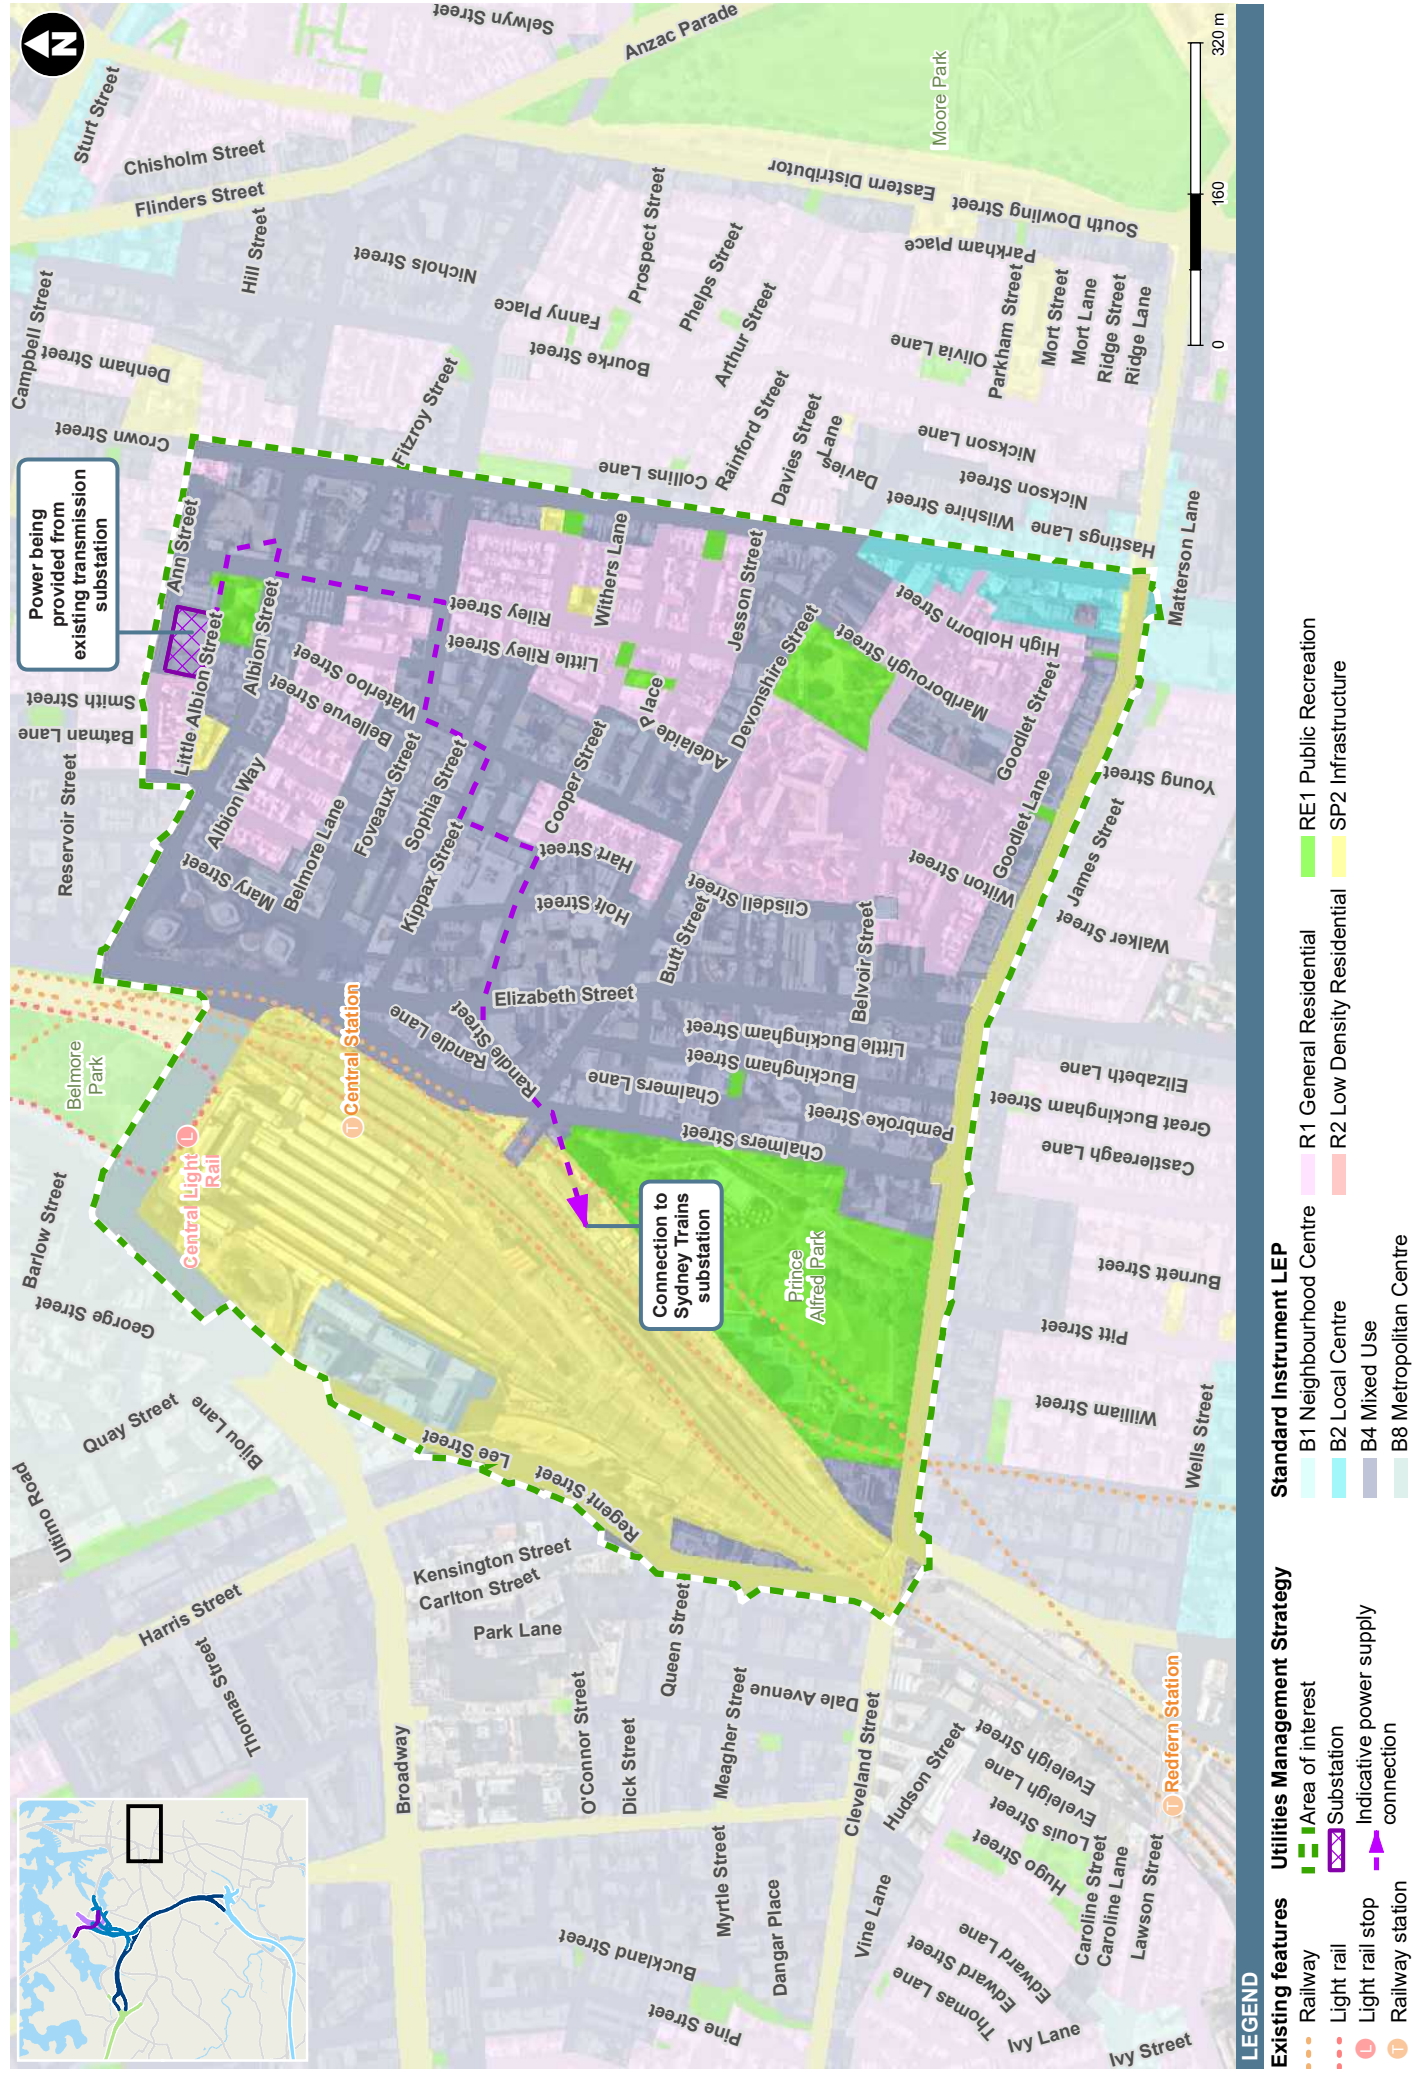 N
Selwyn Street
Anzac Parade
Sturt Street
Chisholm Street
Flinders Street
Moore Park
Eastern Distributor
South Dowling Street
320 m
160
0
Campbell Street
Hill Street
Nichols Street
Prospect Street
Phelps Street
Parkham Place
Denham Street
Fanny Place
Bourke Street
Arthur Street
Olivia Lane
Parkham Street
Mort Street
Mort Lane
Ridge Street
Ridge Lane
Crown Street
Fitzroy Street
Collins Lane
Rainford Street
Davies Street
Davies Lane
Nickson Lane
Nickson Street
Wilshire Street
Hastings Lane
Matterson Lane
Power being
provided from
existing transmission
substation
Ann Street
Smith Street
Batman Lane
Reservoir Street
Little Albion Street
Albion Street
Albion Way
Waterloo Street
Bellevue Street
Riley Street
Little Riley Street
Withers Lane
Jesson Street
Adelaide Place
Devonshire Street
Marlborough Street
High Holborn Street
Goodlet Street
Goodlet Lane
Young Street
James Street
Walker Street
Mary Street
Belmore Lane
Foveaux Street
Sophia Street
Kippax Street
Cooper Street
Hart Street
Holt Street
Clisdell Street
Butt Street
Belvoir Street
Wilton Street
Elizabeth Street
Randle Lane
Randle Street
Little Buckingham Street
Buckingham Street
Chalmers Lane
Chalmers Street
Pembroke Street
Elizabeth Lane
Great Buckingham Street
Castlereagh Lane
Belmore
Park
Central Station
T
Central Light
Rail
L
Connection to
Sydney Trains
substation
Prince
Alfred Park
Burnett Street
Pitt Street
William Street
Wells Street
Barlow Street
George Street
Quay Street
Bijou Lane
Ultimo Road
Lee Street
Regent Street
Harris Street
Thomas Street
Kensington Street
Carlton Street
Park Lane
Queen Street
Broadway
O'Connor Street
Dick Street
Meagher Street
Dale Avenue
Cleveland Street
Hudson Street
Eveleigh Street
Eveleigh Lane
Louis Street
Hugo Street
Caroline Street
Caroline Lane
Lawson Street
T
Redfern Station
Myrtle Street
Dangar Place
Vine Lane
Buckland Street
Pine Street
Edward Lane
Edward Street
Thomas Lane
Ivy Lane
Ivy Street
LEGEND
Existing features
Railway
Light rail
L Light rail stop
T Railway station
Utilities Management Strategy
Area of interest
Substation
Indicative power supply
connection
Standard Instrument LEP
B1 Neighbourhood Centre
B2 Local Centre
B4 Mixed Use
B8 Metropolitan Centre
R1 General Residential
R2 Low Density Residential
RE1 Public Recreation
SP2 Infrastructure